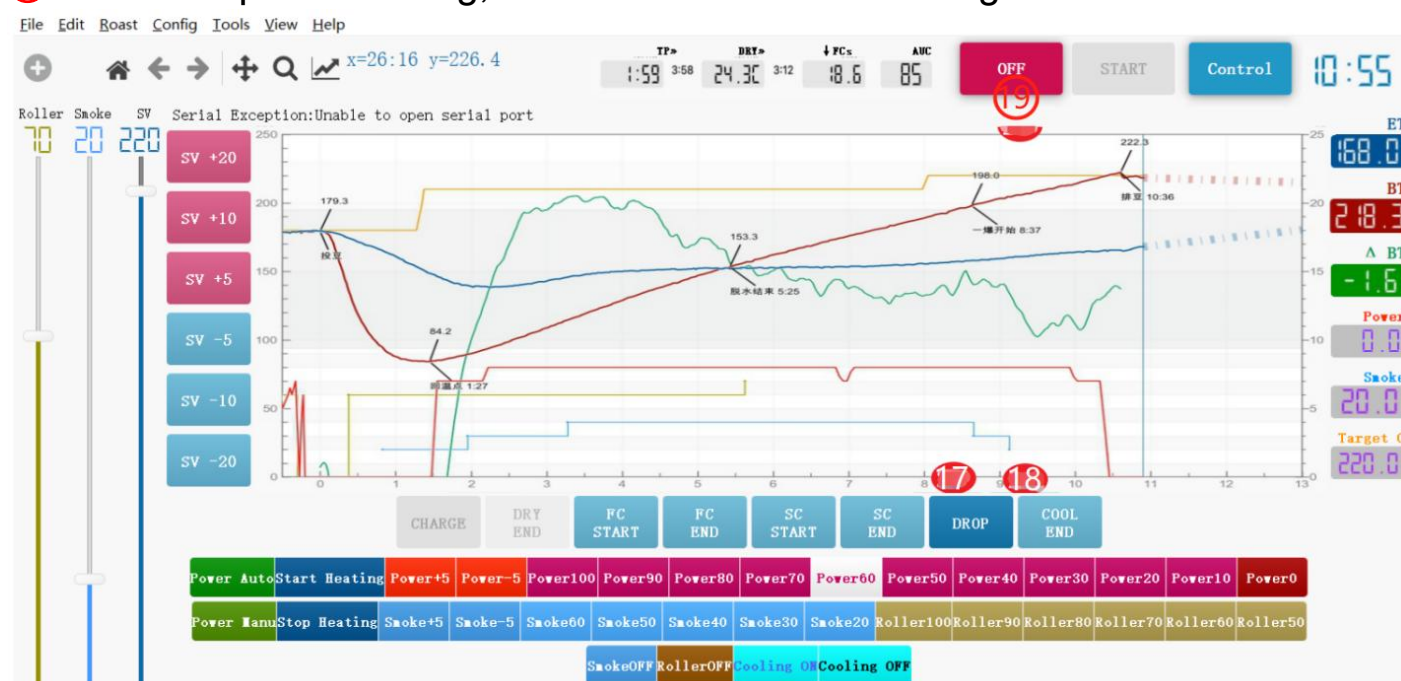 File Edit Roast Config Tools View Help
x=26:16 y=226.4
TP» DRY» ↓FCs AUC
1:59 3:58 24.3C 3:12 18.6 85
OFF START Control 10:55
19
Roller Smoke SV Serial Exception:Unable to open serial port
70 20 220
ET
168.0
BT
218.3
Δ BT
-1.6
Power
0.0
Smoke
20.0
Target C
220.0
SV +20
SV +10
SV +5
SV -5
SV -10
SV -20
250
200
150
100
50
0
25
20
15
10
5
0
179.3
投豆
84.2
回温点 1:27
153.3
脱水结束 5:25
198.0
一爆开始 8:37
222.3
排豆 10:36
0 1 2 3 4 5 6 7 8 9 10 11 12 13
17 18
CHARGE DRY END FC START FC END SC START SC END DROP COOL END
Power Auto Start Heating Power+5 Power-5 Power100 Power90 Power80 Power70 Power60 Power50 Power40 Power30 Power20 Power10 Power0
Power Manu Stop Heating Smoke+5 Smoke-5 Smoke60 Smoke50 Smoke40 Smoke30 Smoke20 Roller100 Roller90 Roller80 Roller70 Roller60 Roller50
SmokeOFF RollerOFF Cooling ON Cooling OFF